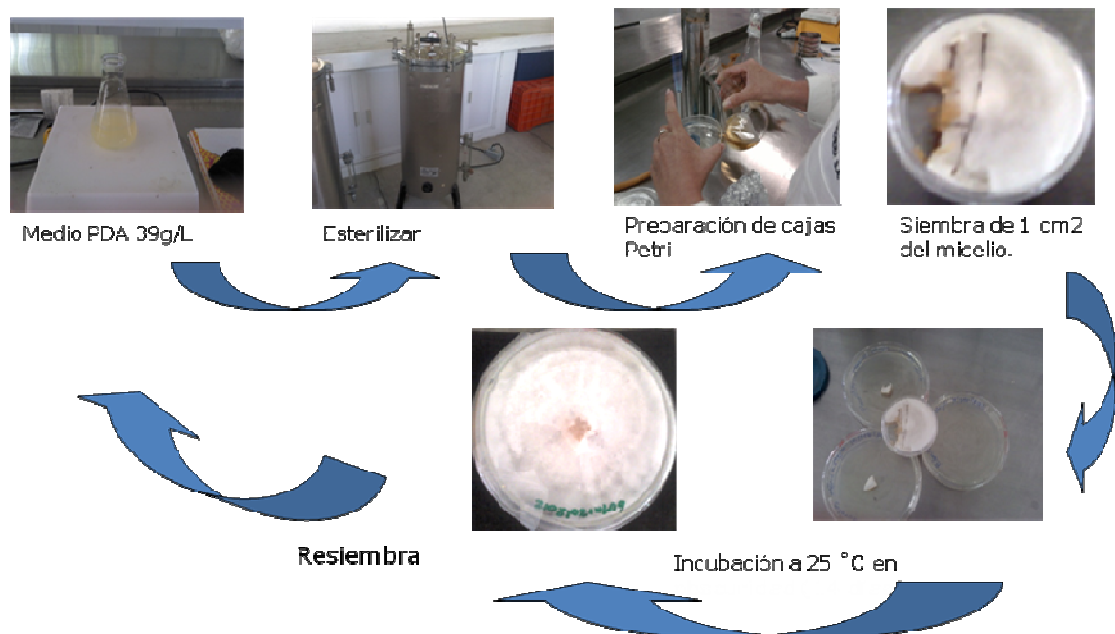 Medio PDA 39g/L
Esterilizar
Preparación de cajas
Petri
Siembra de 1 cm2
del micelio.
Resiembra
Incubación a 25 °C en